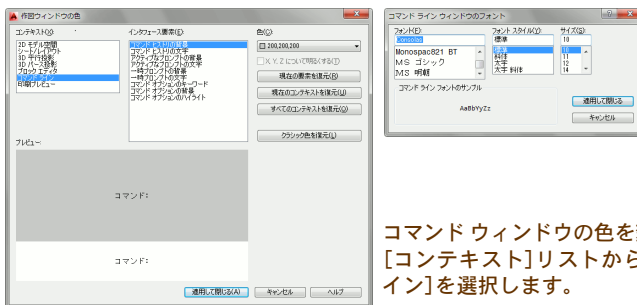 作図ウィンドウの色
コンテキスト(X):
2D モデル空間
シート/レイアウト
3D 平行投影
3D パース投影
ブロック エディタ
コマンド ライン
印刷プレビュー
インタフェース要素(E):
コマンド ヒストリの背景
コマンド ヒストリの文字
アクティブなプロンプトの背景
アクティブなプロンプトの文字
一時プロンプトの背景
一時プロンプトの文字
コマンド オプションのキーワード
コマンド オプションの背景
コマンド オプションのハイライト
色(C):
200,200,200
X, Y, Z について明暗をつける(T)
現在の要素を復元(R)
現在のコンテキストを復元(U)
すべてのコンテキストを復元(O)
クラシック色を復元(L)
プレビュー:
コマンド:
コマンド:
適用して閉じる(A)
キャンセル
ヘルプ
コマンド ライン ウィンドウのフォント
フォント(F):
Consolas
Monospac821 BT
MS ゴシック
MS 明朝
フォント スタイル(Y):
標準
標準
斜体
太字
太字 斜体
サイズ(S):
10
10
11
12
14
コマンド ライン フォントのサンプル
AaBbYyZz
適用して閉じる
キャンセル
コマンド ウィンドウの色を
[コンテキスト]リストから
イン]を選択します。